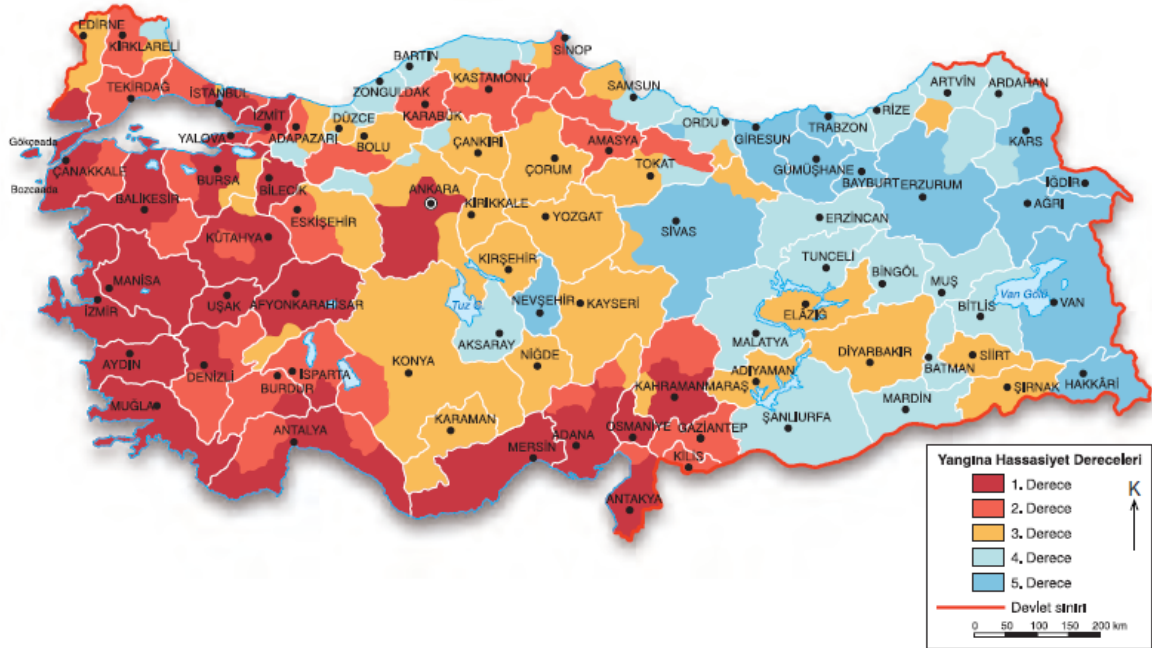 EDİRNE
KIRKLARELİ
TEKİRDAĞ
İSTANBUL
İZMİT
YALOVA
ADAPAZARI
DÜZCE
BOLU
ZONGULDAK
BARTIN
KARABÜK
KASTAMONU
SİNOP
SAMSUN
ÇANKIRI
ÇORUM
AMASYA
TOKAT
ORDU
GİRESUN
TRABZON
RİZE
ARTVİN
ARDAHAN
KARS
GÜMÜŞHANE
BAYBURT
ERZURUM
IĞDIR
AĞRI
Gökçeada
Bozcaada
ÇANAKKALE
BALIKESİR
BURSA
BİLECİK
ESKİŞEHİR
KÜTAHYA
ANKARA
KIRIKKALE
YOZGAT
SİVAS
ERZİNCAN
TUNCELİ
BİNGÖL
MUŞ
BİTLİS
Van Gölü
VAN
MANİSA
İZMİR
UŞAK
AFYONKARAHİSAR
KIRŞEHİR
Tuz G.
NEVŞEHİR
KAYSERİ
AKSARAY
NİĞDE
MALATYA
ELAZIĞ
DİYARBAKIR
BATMAN
SİİRT
ŞIRNAK
HAKKÂRİ
AYDIN
DENİZLİ
BURDUR
ISPARTA
KONYA
KARAMAN
MUĞLA
ANTALYA
MERSİN
ADANA
OSMANİYE
KAHRAMANMARAŞ
GAZİANTEP
KİLİS
ADIYAMAN
ŞANLIURFA
MARDİN
ANTAKYA
Yangına Hassasiyet Dereceleri
1. Derece
2. Derece
3. Derece
4. Derece
5. Derece
K
Devlet sınırı
0 50 100 150 200 km